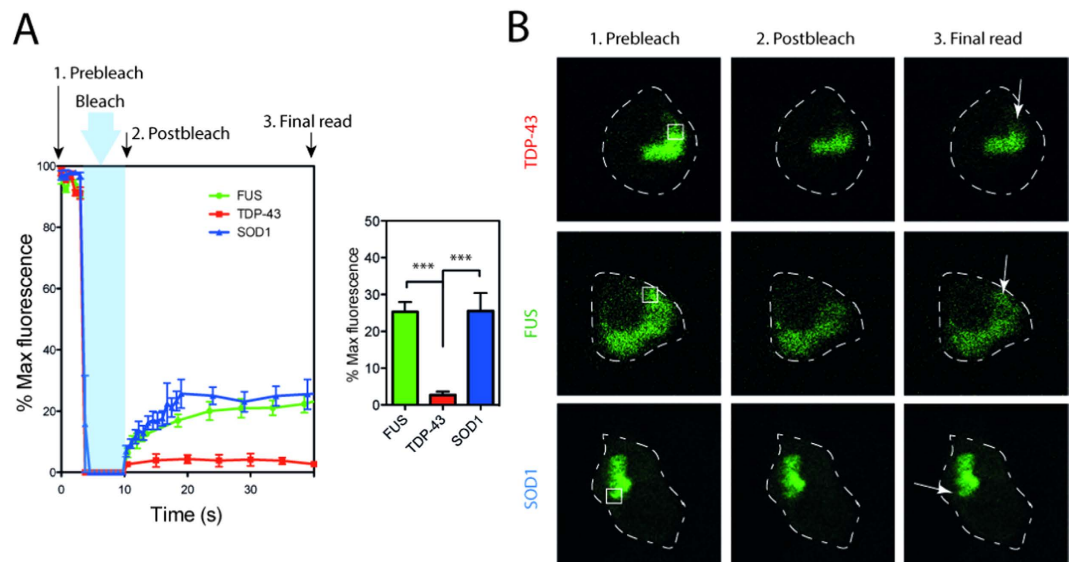 A
1. Prebleach
Bleach
2. Postbleach
3. Final read
% Max fluorescence
100
80
60
40
20
0
0
10
20
30
Time (s)
FUS
TDP-43
SOD1
% Max fluorescence
50
40
30
20
10
0
***
***
FUS
TDP-43
SOD1
B
1. Prebleach
2. Postbleach
3. Final read
TDP-43
FUS
SOD1